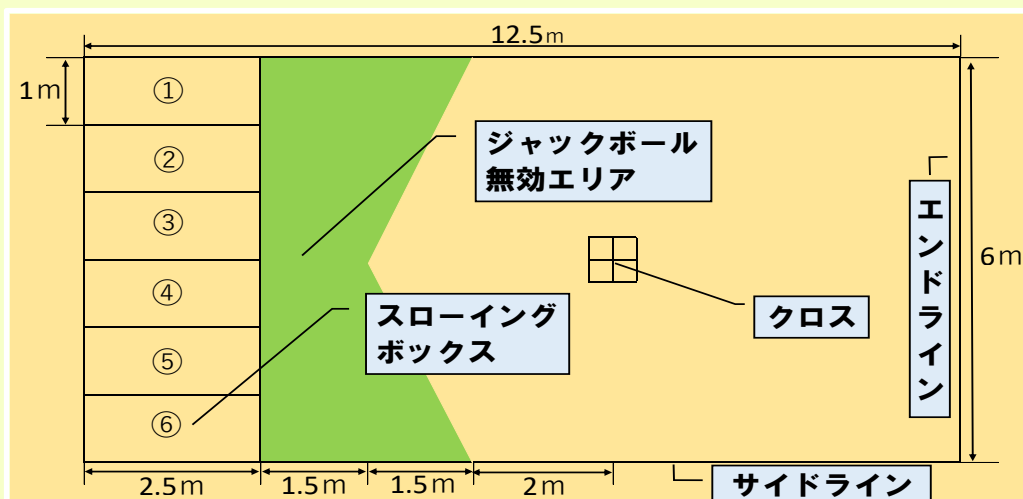 12.5m
1m
①
②
③
④
⑤
⑥
ジャックボール
無効エリア
スローイング
ボックス
クロス
エンドライン
6m
サイドライン
2.5m
1.5m
1.5m
2m